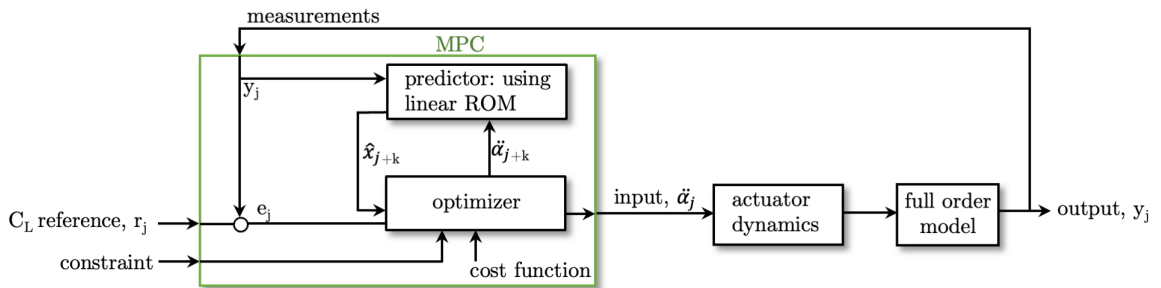 measurements
MPC
y_j
predictor: using
linear ROM
x̂_{j+k}
α̈_{j+k}
C_L reference, r_j
e_j
optimizer
input, α̈_j
actuator
dynamics
full order
model
output, y_j
constraint
cost function